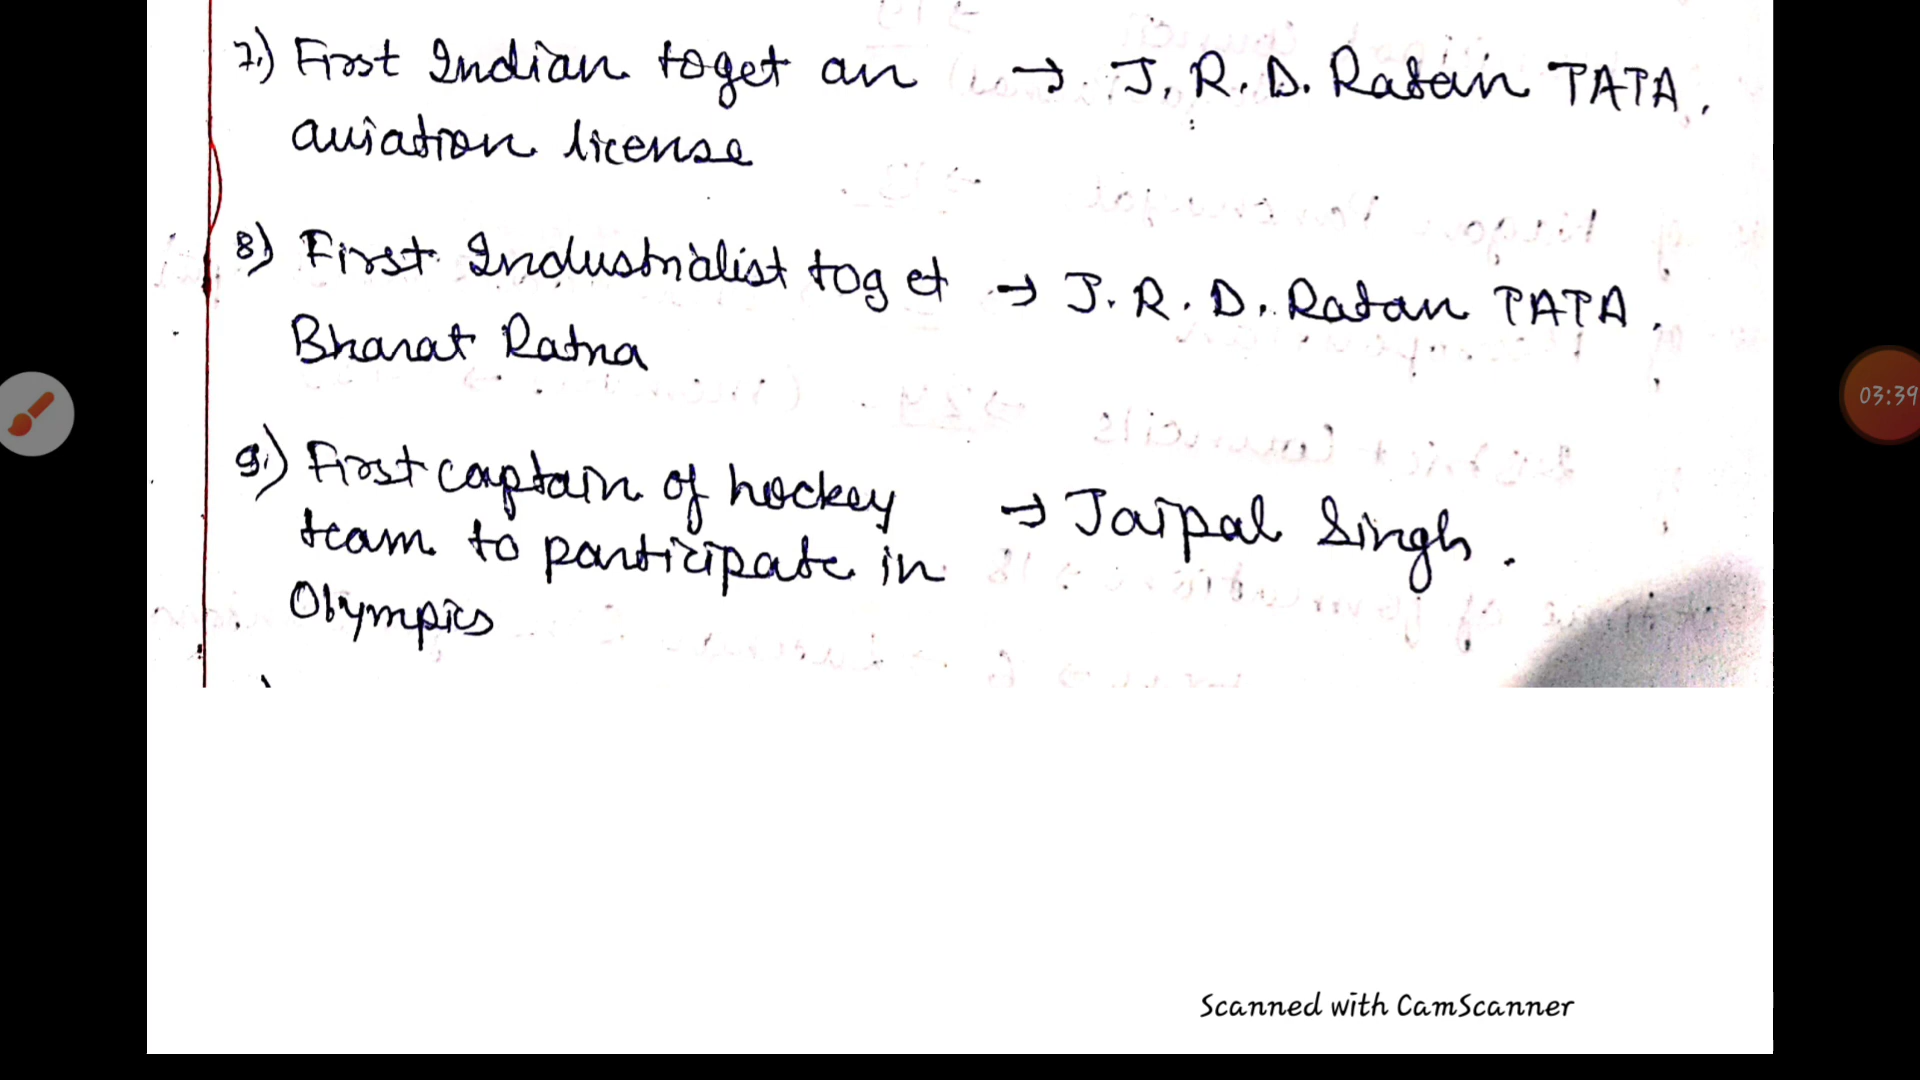 7.) First Indian toget an → J. R. D. Ratan TATA.
aviation license
8) First Industrialist tog et → J. R. D. Ratan TATA.
Bharat Ratna
9.) First captain of hockey → Jaipal Singh.
team to participate in
Olympics
03:39
Scanned with CamScanner